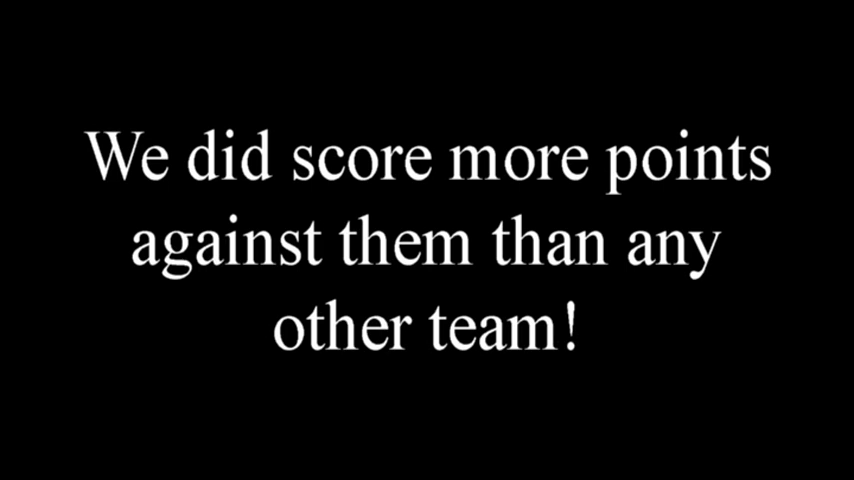 We did score more points
against them than any
other team!